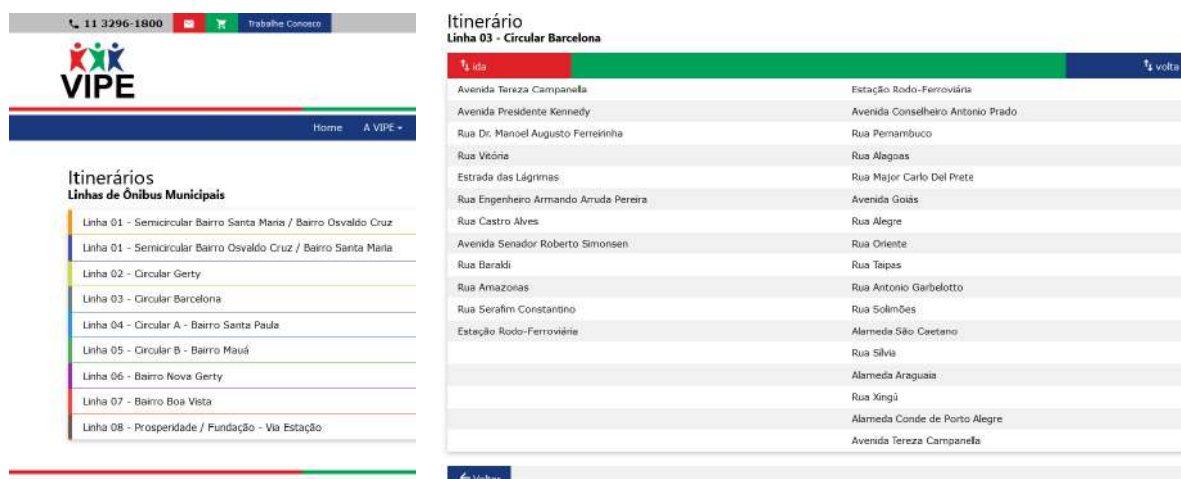 11 3296-1800 Trabalhe Conosco
VIPE
Home A VIPE
Itinerários
Linhas de Ônibus Municipais
Linha 01 - Semicircular Bairro Santa Maria / Bairro Osvaldo Cruz
Linha 01 - Semicircular Bairro Osvaldo Cruz / Bairro Santa Maria
Linha 02 - Circular Gerty
Linha 03 - Circular Barcelona
Linha 04 - Circular A - Bairro Santa Paula
Linha 05 - Circular B - Bairro Mauá
Linha 06 - Bairro Nova Gerty
Linha 07 - Bairro Boa Vista
Linha 08 - Prosperidade / Fundação - Via Estação
Itinerário
Linha 03 - Circular Barcelona
ida volta
Avenida Tereza Campanella Estação Rodo-Ferroviária
Avenida Presidente Kennedy Avenida Conselheiro Antonio Prado
Rua Dr. Manoel Augusto Ferreirinha Rua Pernambuco
Rua Vitória Rua Alagoas
Estrada das Lágrimas Rua Major Carlo Del Prete
Rua Engenheiro Armando Arruda Pereira Avenida Goiás
Rua Castro Alves Rua Alegre
Avenida Senador Roberto Simonsen Rua Oriente
Rua Baraldi Rua Taipas
Rua Amazonas Rua Antonio Garbelotto
Rua Serafim Constantino Rua Solimões
Estação Rodo-Ferroviária Alameda São Caetano
Rua Silvia
Alameda Araguaia
Rua Xingú
Alameda Conde de Porto Alegre
Avenida Tereza Campanella
Voltar